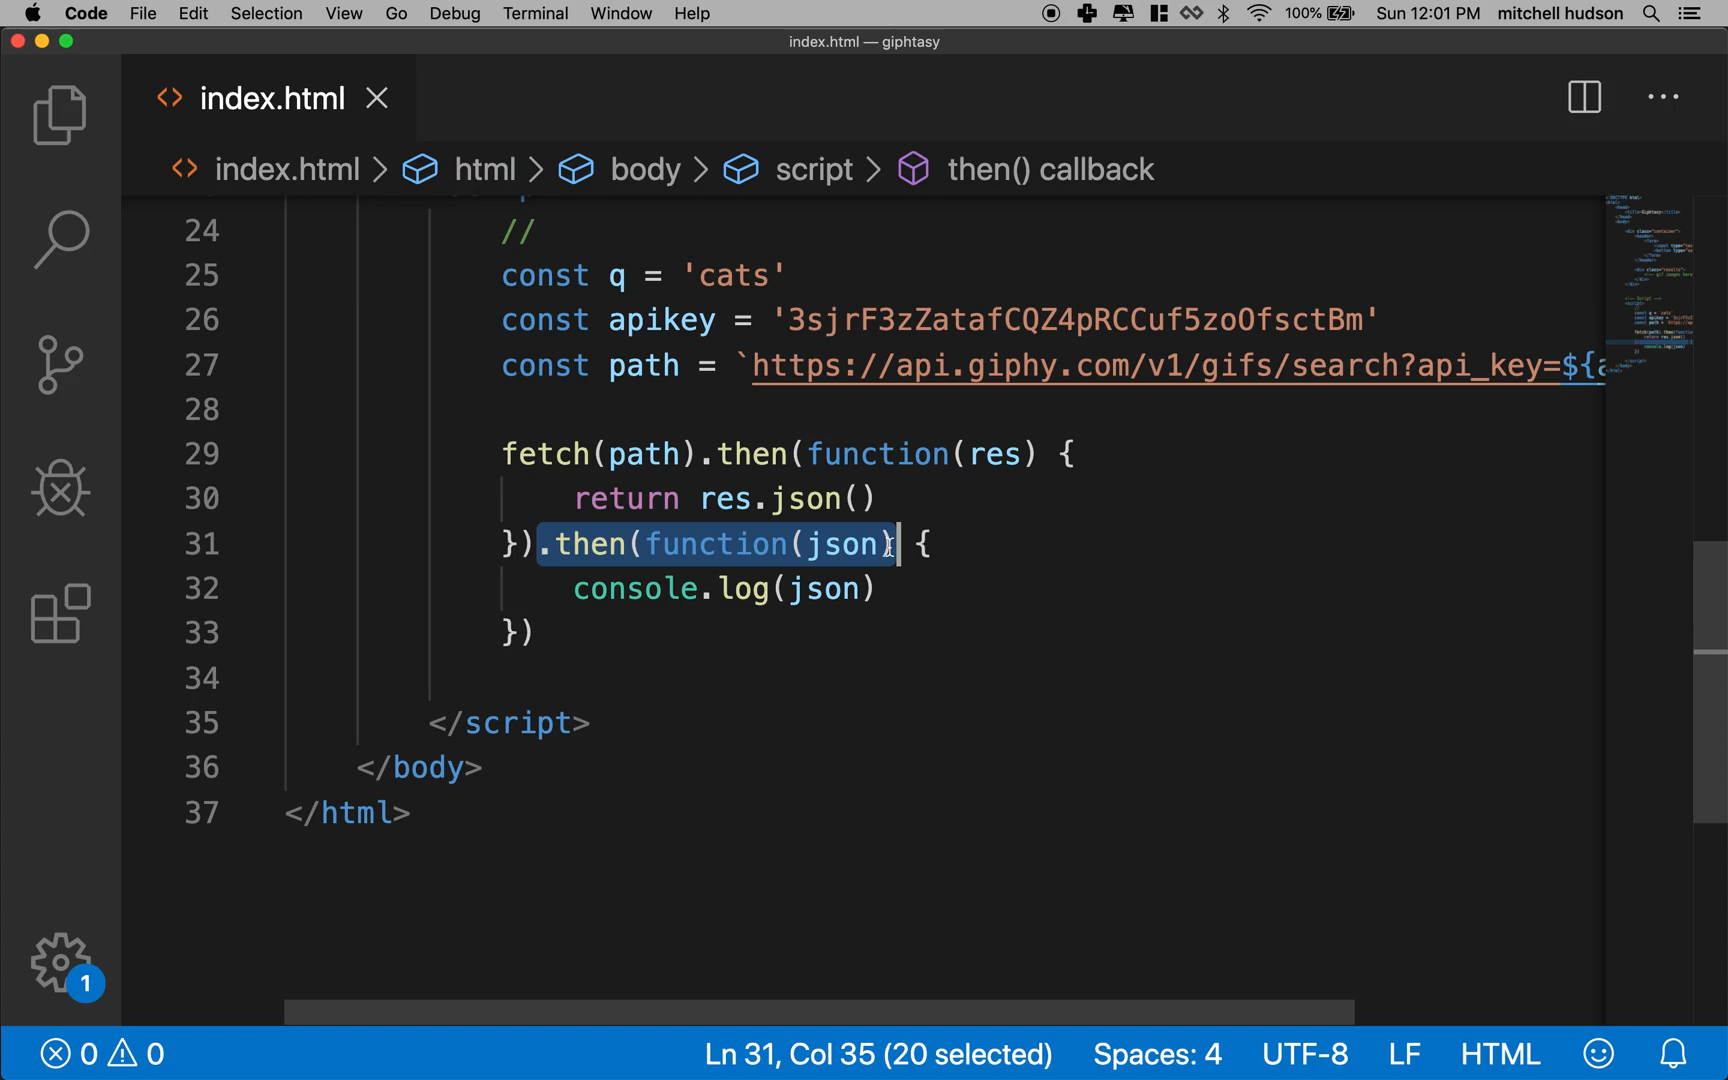 Code File Edit Selection View Go Debug Terminal Window Help 100% Sun 12:01 PM mitchell hudson
index.html — giphtasy
index.html
index.html > html > body > script > then() callback
24 //
25 const q = 'cats'
26 const apikey = '3sjrF3zZatafCQZ4pRCCuf5zoOfsctBm'
27 const path = `https://api.giphy.com/v1/gifs/search?api_key=${a
28
29 fetch(path).then(function(res) {
30 return res.json()
31 }).then(function(json) {
32 console.log(json)
33 })
34
35 </script>
36 </body>
37 </html>
1
0 0 Ln 31, Col 35 (20 selected) Spaces: 4 UTF-8 LF HTML